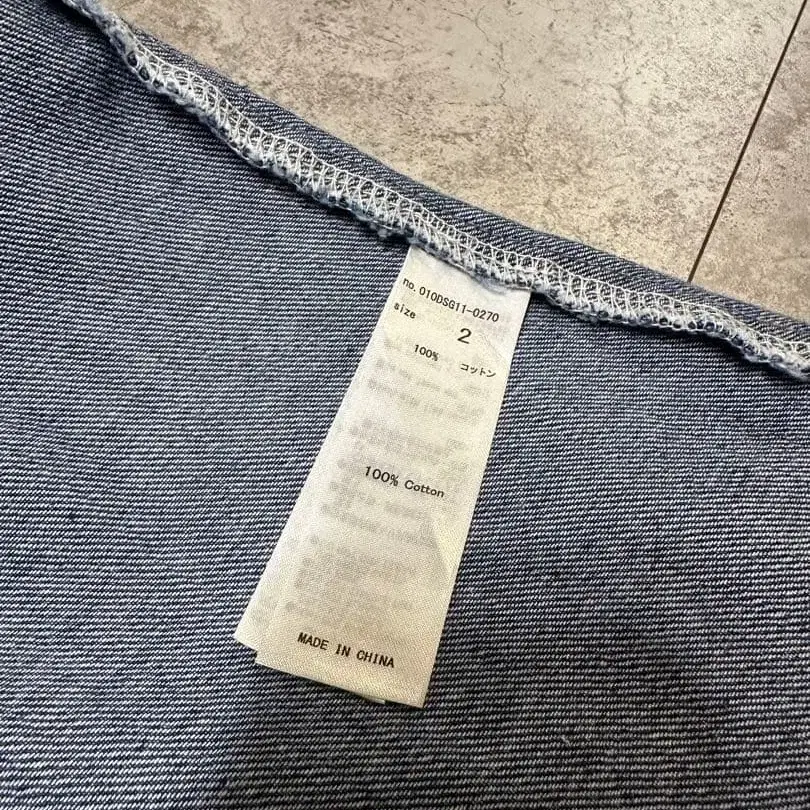 no. 010DSG11-0270
size 2
100% コットン
100% Cotton
MADE IN CHINA